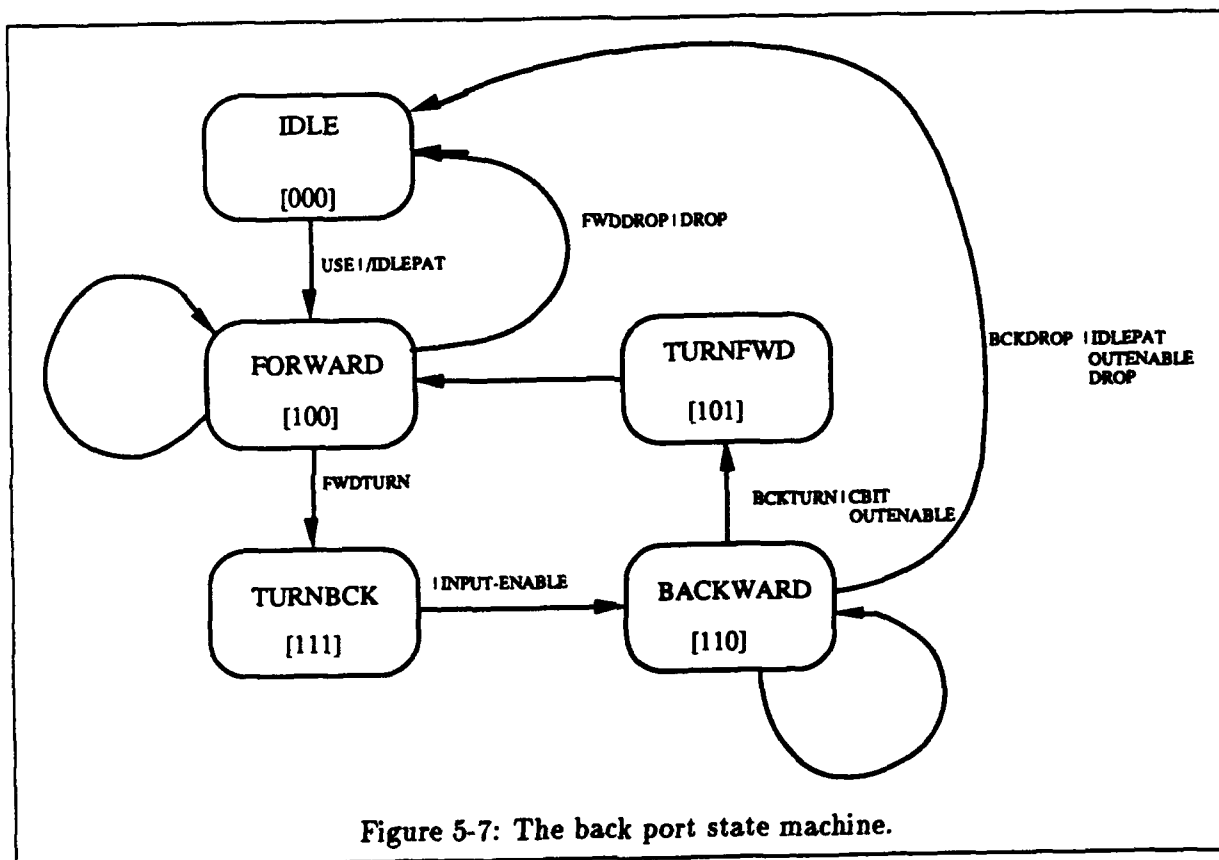 IDLE
[000]
FWDDROP | DROP
USE | /IDLEPAT
BCKDROP | IDLEPAT
OUTENABLE
DROP
FORWARD
[100]
TURNFWD
[101]
FWDTURN
BCKTURN | CBIT
OUTENABLE
TURNBCK
[111]
| INPUT-ENABLE
BACKWARD
[110]
Figure 5-7: The back port state machine.